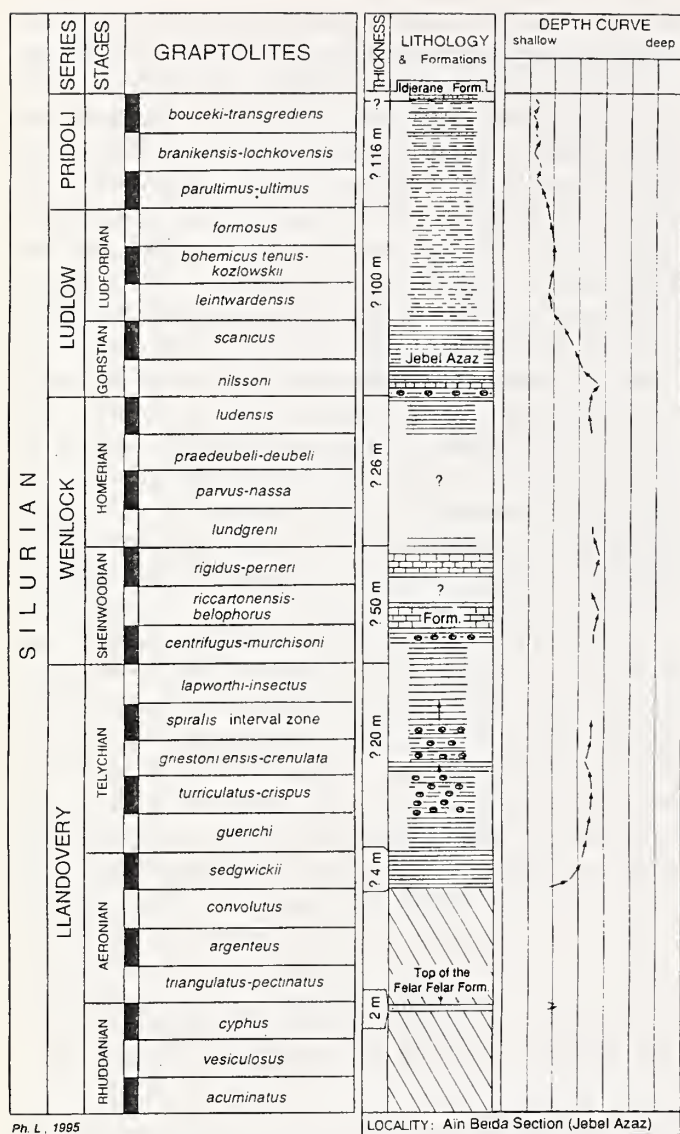 SERIES
STAGES
GRAPTOLITES
THICKNESS
LITHOLOGY
& Formations
DEPTH CURVE
shallow
deep
SILURIAN
PRIDOLI
LUDLOW
WENLOCK
LLANDOVERY
LUDFORDIAN
GORSTIAN
HOMERIAN
SHEINWOODIAN
TELYCHIAN
AERONIAN
RHUDDANIAN
bouceki-transgrediens
branikensis-lochkovensis
parultimus-ultimus
formosus
bohemicus tenuis-
kozlowskii
leintwardensis
scanicus
nilssoni
ludensis
praedeubeli-deubeli
parvus-nassa
lundgreni
rigidus-perneri
riccartonensis-
belophorus
centrifugus-murchisoni
lapworthi-insectus
spiralis interval zone
griestoniensis-crenulata
turriculatus-crispus
guerichi
sedgwickii
convolutus
argenteus
triangulatus-pectinatus
cyphus
vesiculosus
acuminatus
?
? 116 m
? 100 m
? 26 m
? 50 m
? 20 m
? 4 m
2 m
Form.
Jebel Azaz
?
?
Form.
Top of the
Felar Felar Form.
Ph. L., 1995
LOCALITY: Aïn Beida Section (Jebel Azaz)